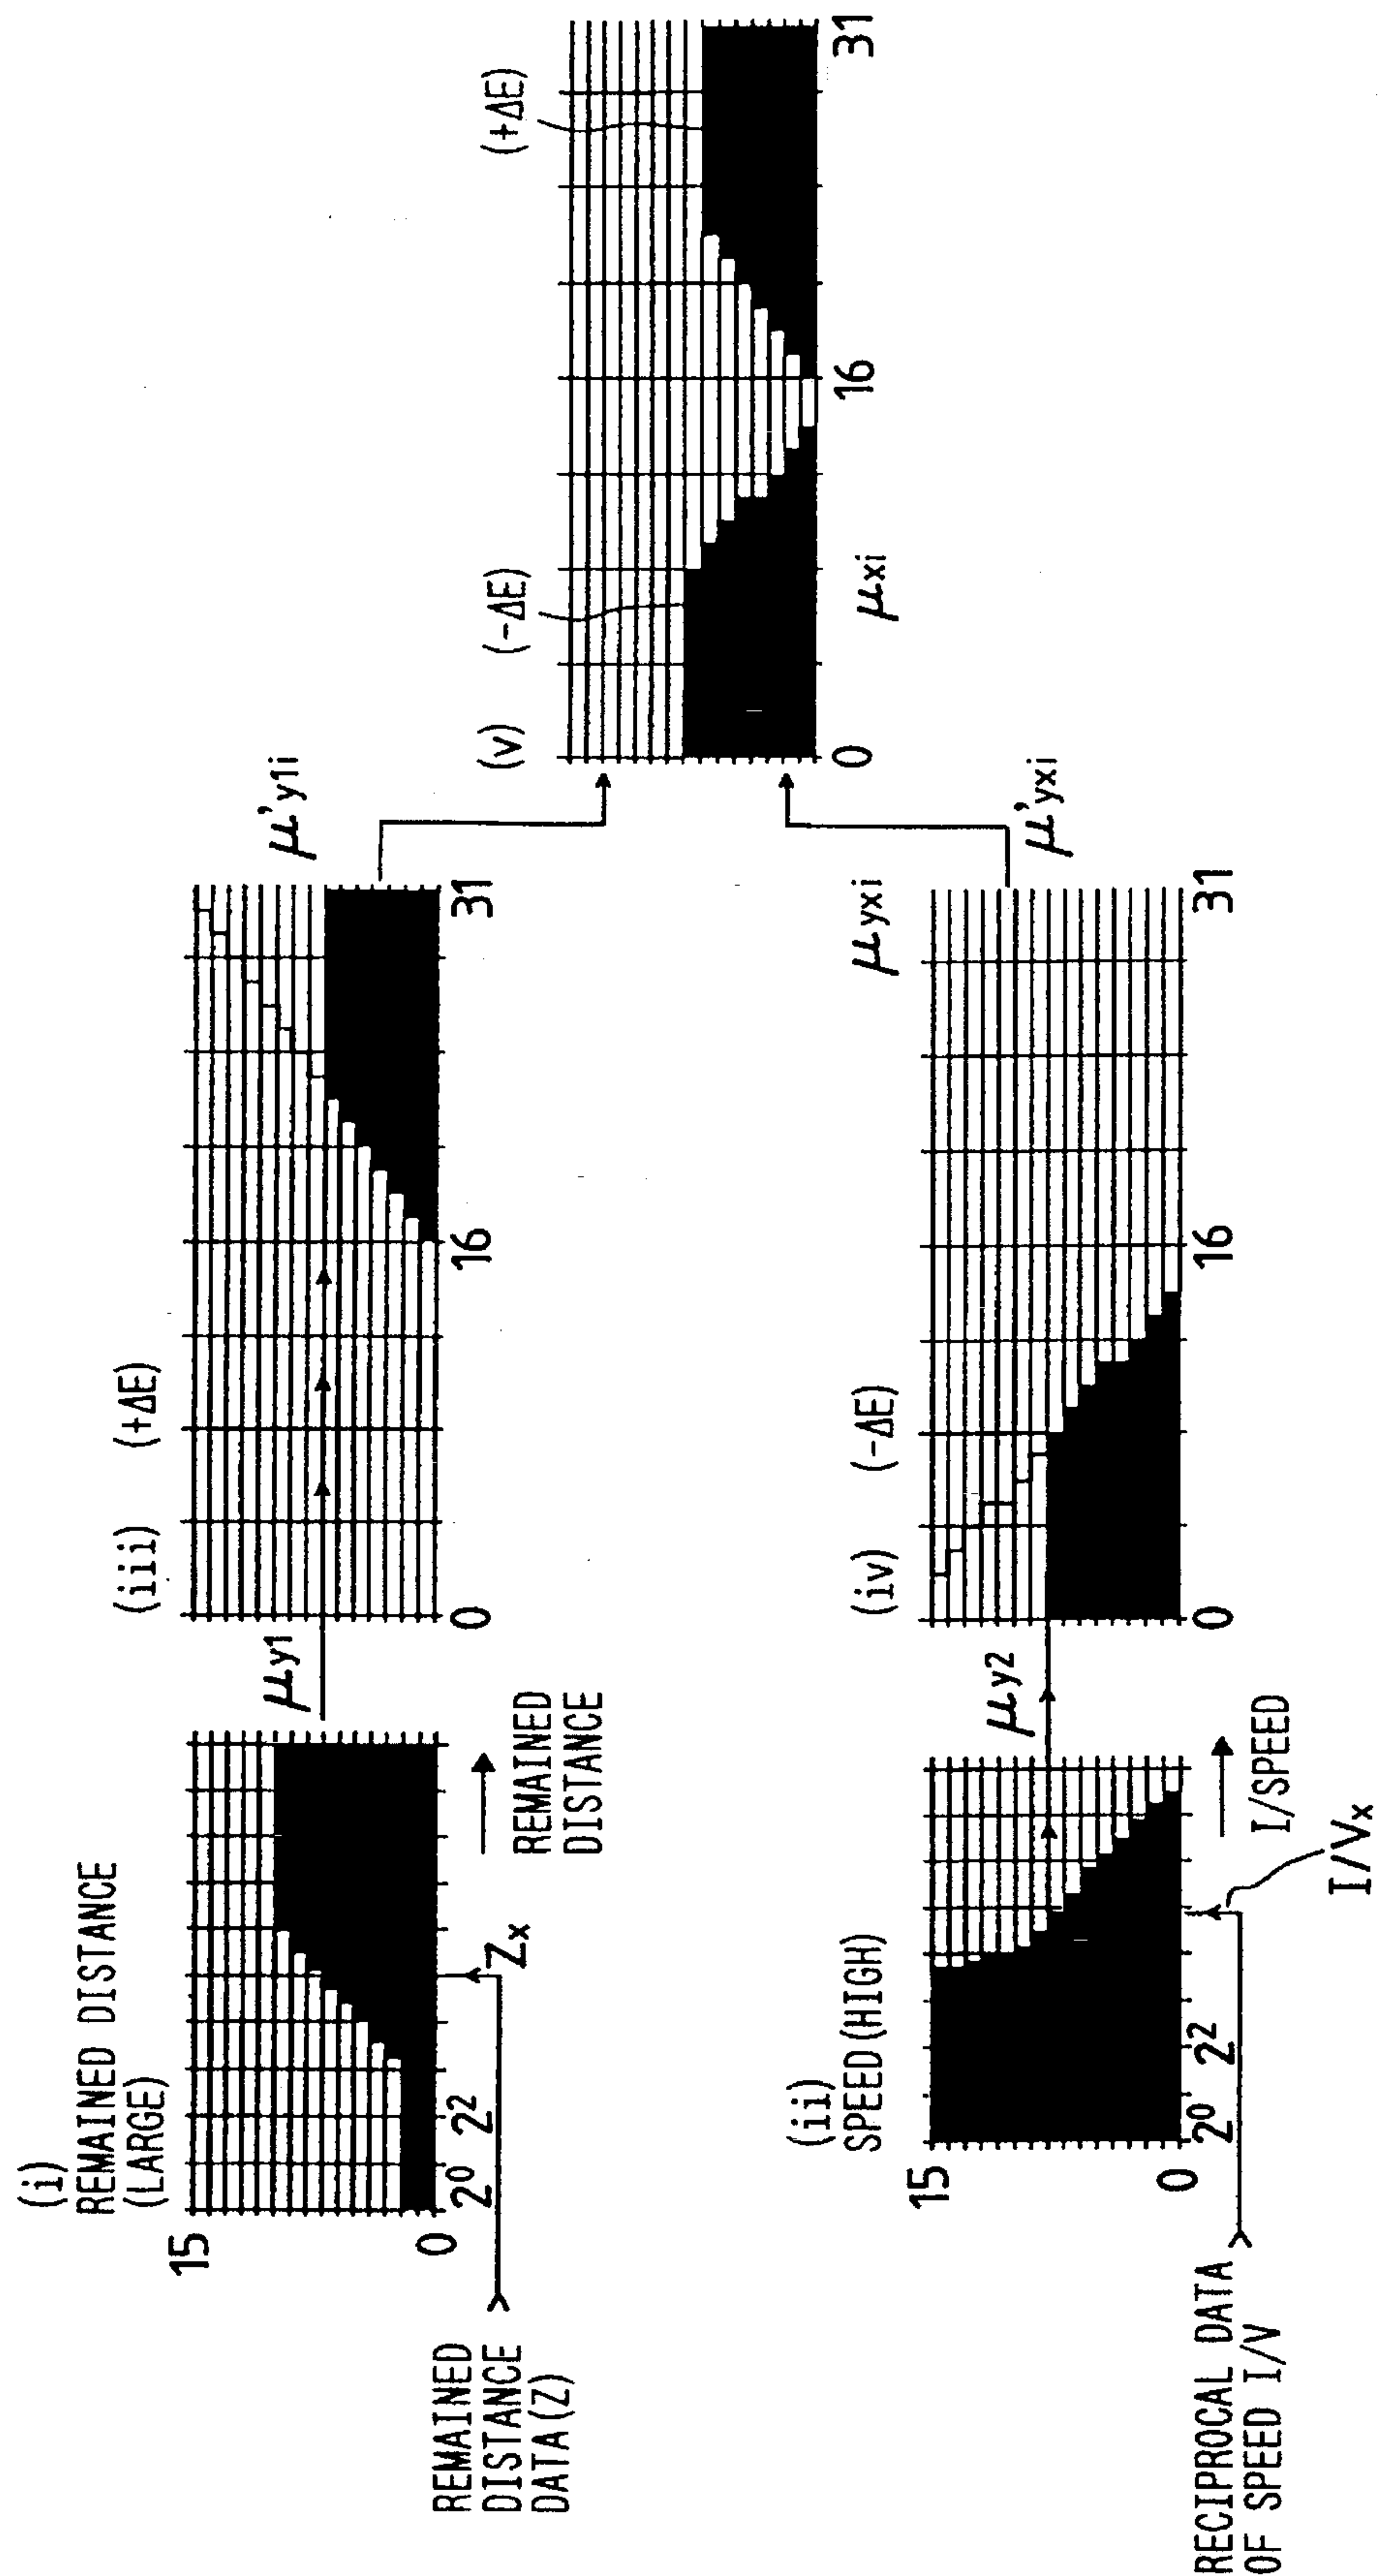 (i)
REMAINED DISTANCE
(LARGE)
15
0
2⁰ 2²
Zx
REMAINED
DISTANCE
REMAINED
DISTANCE
DATA(Z)
μy1
(iii) (+ΔE)
0 16 31
μ'y1i
(ii)
SPEED(HIGH)
15
0
2⁰ 2²
I/SPEED
I/Vx
RECIPROCAL DATA
OF SPEED I/V
μy2
(iv) (-ΔE)
μyxi
0 16 31
μ'yxi
(v) (-ΔE) (+ΔE)
0 16 31
μxi